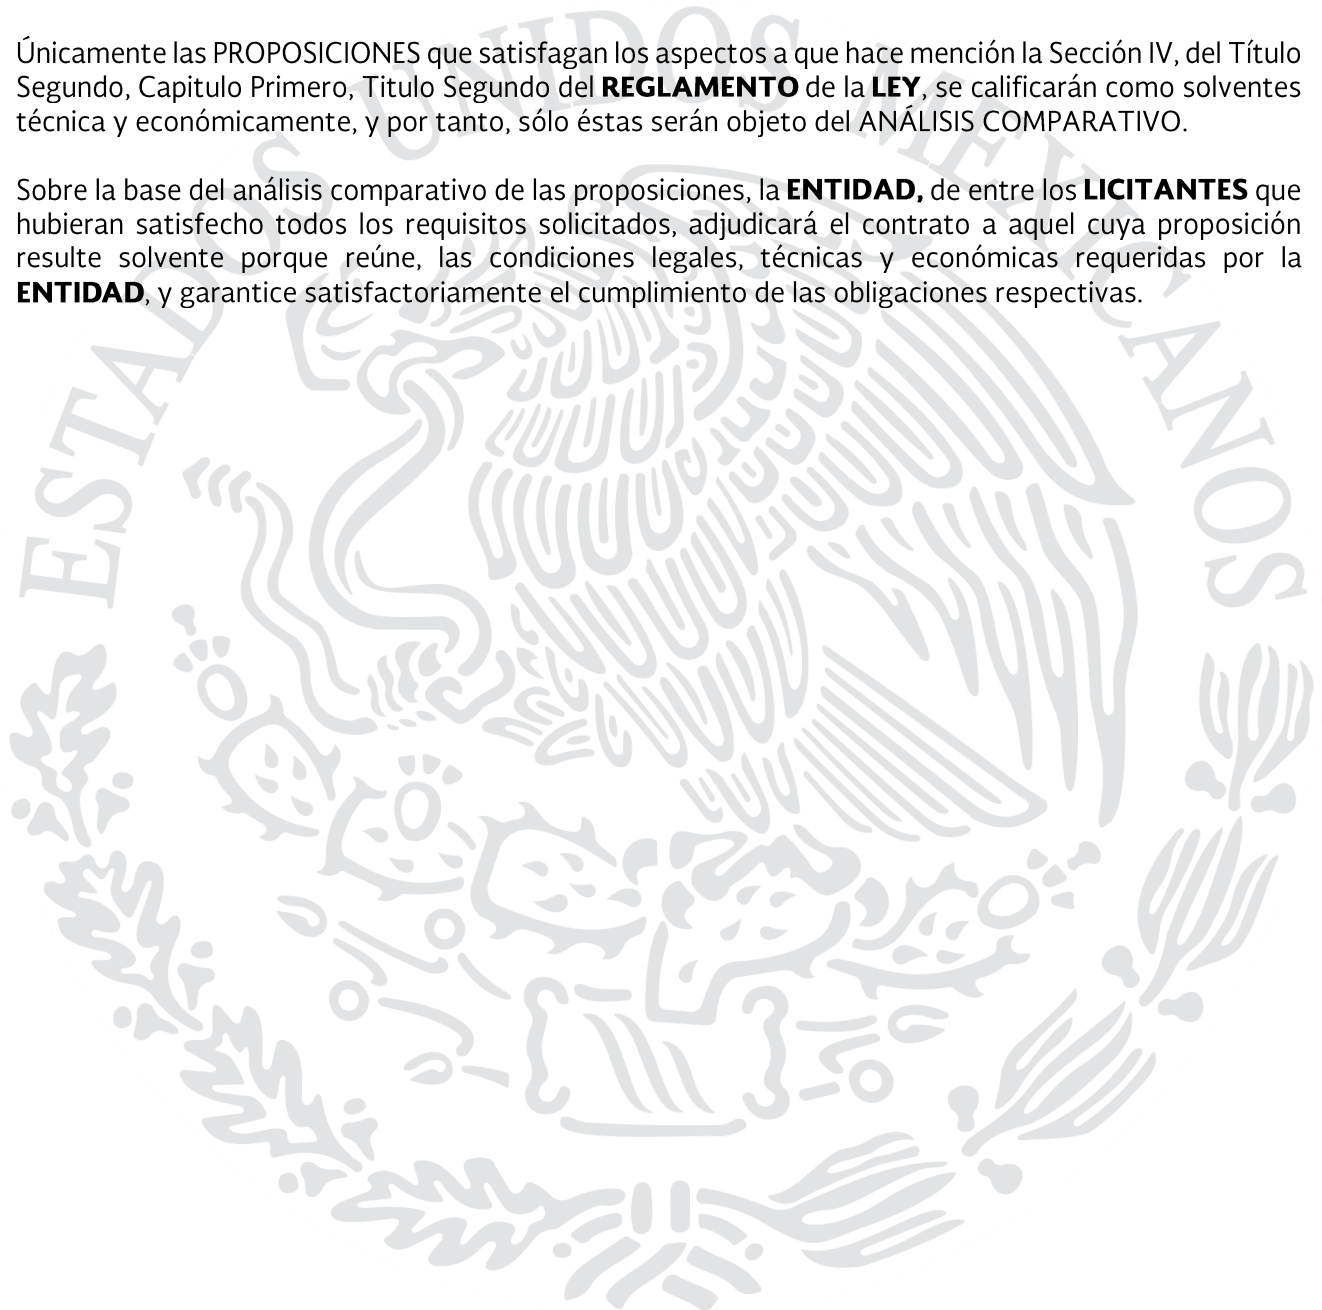 Únicamente las PROPOSICIONES que satisfagan los aspectos a que hace mención la Sección IV, del Título
Segundo, Capitulo Primero, Titulo Segundo del REGLAMENTO de la LEY, se calificarán como solventes
técnica y económicamente, y por tanto, sólo éstas serán objeto del ANÁLISIS COMPARATIVO.
Sobre la base del análisis comparativo de las proposiciones, la ENTIDAD, de entre los LICITANTES que
hubieran satisfecho todos los requisitos solicitados, adjudicará el contrato a aquel cuya proposición
resulte solvente porque reúne, las condiciones legales, técnicas y económicas requeridas por la
ENTIDAD, y garantice satisfactoriamente el cumplimiento de las obligaciones respectivas.
ESTADOS UNIDOS MEXICANOS